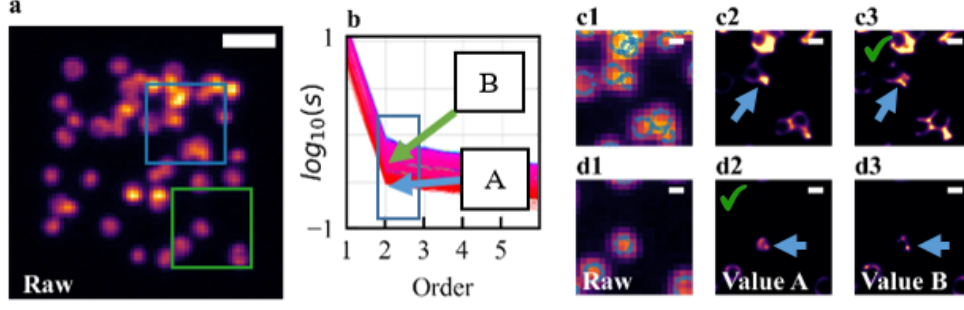 a
Raw
b
log₁₀(s)
1
−1
B
A
1 2 3 4 5
Order
c1
c2
c3
d1
Raw
d2
Value A
d3
Value B